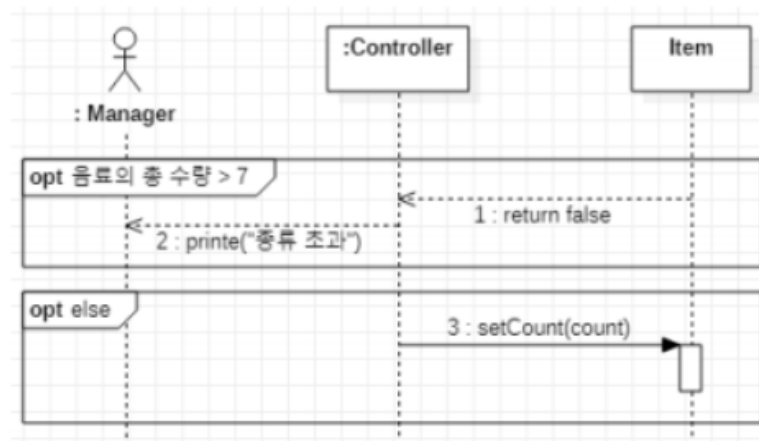 :Controller
Item
: Manager
opt 음료의 총 수량 > 7
1 : return false
2 : printe("종류 초과")
opt else
3 : setCount(count)